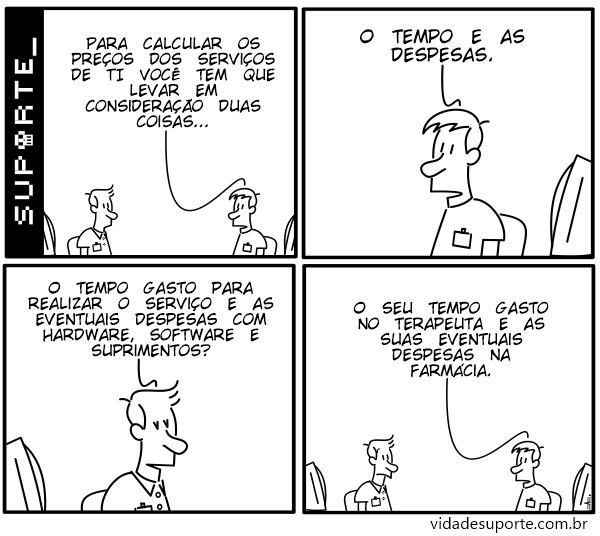 SUPORTE_
PARA CALCULAR OS
PREÇOS DOS SERVIÇOS
DE TI VOCÊ TEM QUE
LEVAR EM
CONSIDERAÇÃO DUAS
COISAS...
O TEMPO E AS
DESPESAS.
O TEMPO GASTO PARA
REALIZAR O SERVIÇO E AS
EVENTUAIS DESPESAS COM
HARDWARE, SOFTWARE E
SUPRIMENTOS?
O SEU TEMPO GASTO
NO TERAPEUTA E AS
SUAS EVENTUAIS
DESPESAS NA
FARMÁCIA.
vidadesuporte.com.br